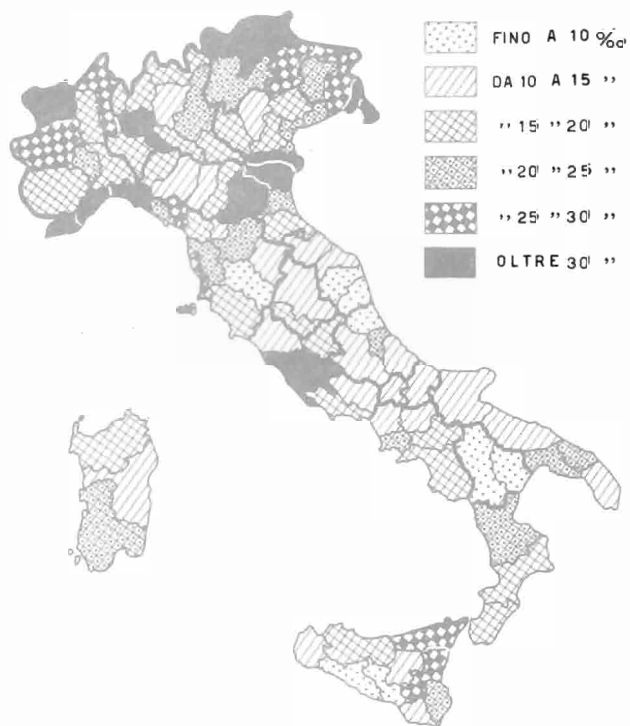 FINO A 10 ‰
DA 10 A 15 ,,
,, 15 ,, 20 ,,
,, 20 ,, 25 ,,
,, 25 ,, 30 ,,
OLTRE 30 ,,